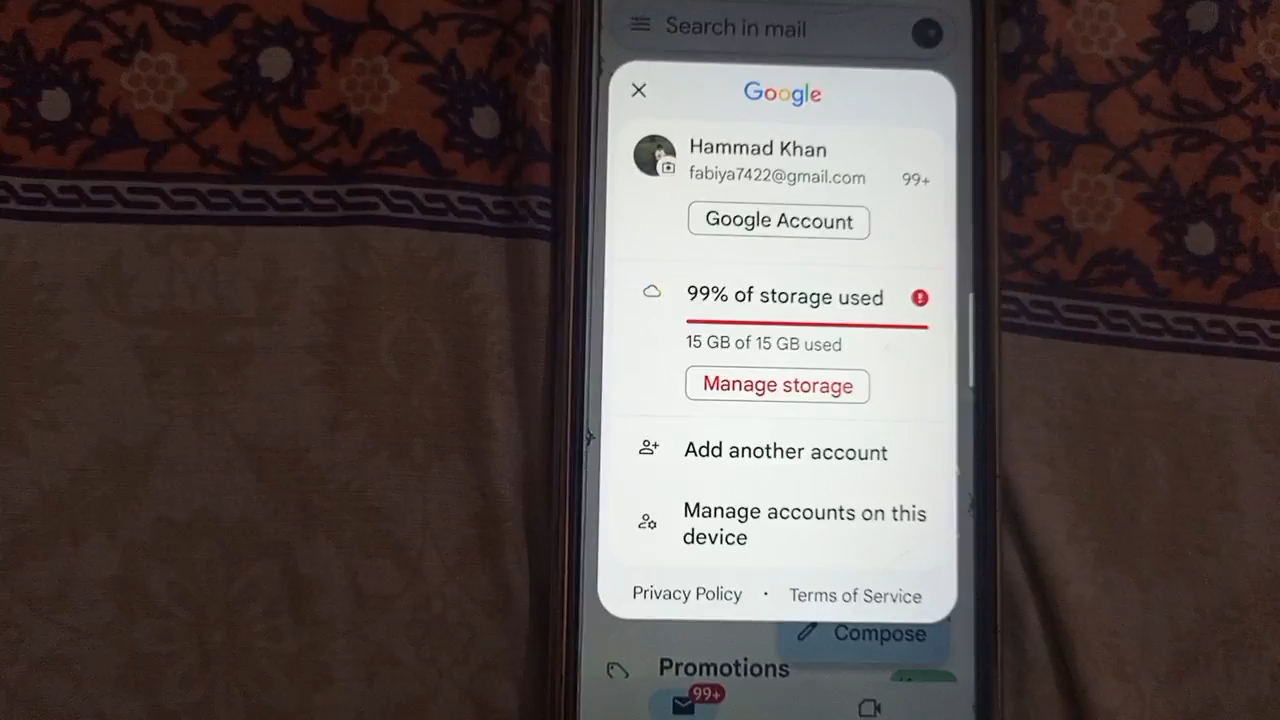 Search in mail
Google
Hammad Khan
fabiya7422@gmail.com
99+
Google Account
99% of storage used
15 GB of 15 GB used
Manage storage
Add another account
Manage accounts on this
device
Privacy Policy · Terms of Service
Compose
Promotions
99+